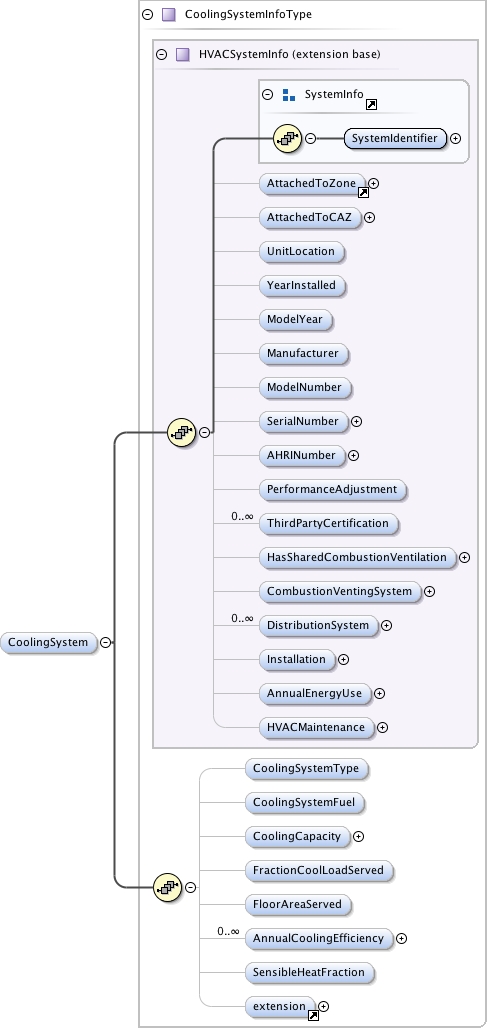 CoolingSystemInfoType
HVACSystemInfo (extension base)
SystemInfo
SystemIdentifier
AttachedToZone
AttachedToCAZ
UnitLocation
YearInstalled
ModelYear
Manufacturer
ModelNumber
SerialNumber
AHRINumber
PerformanceAdjustment
0..∞
ThirdPartyCertification
HasSharedCombustionVentilation
CombustionVentingSystem
0..∞
DistributionSystem
Installation
AnnualEnergyUse
HVACMaintenance
CoolingSystem
CoolingSystemType
CoolingSystemFuel
CoolingCapacity
FractionCoolLoadServed
FloorAreaServed
0..∞
AnnualCoolingEfficiency
SensibleHeatFraction
extension